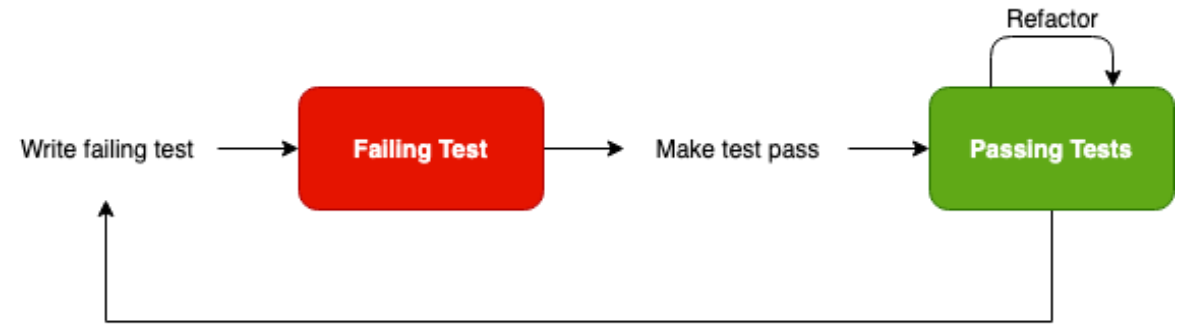 Refactor
Write failing test
Failing Test
Make test pass
Passing Tests